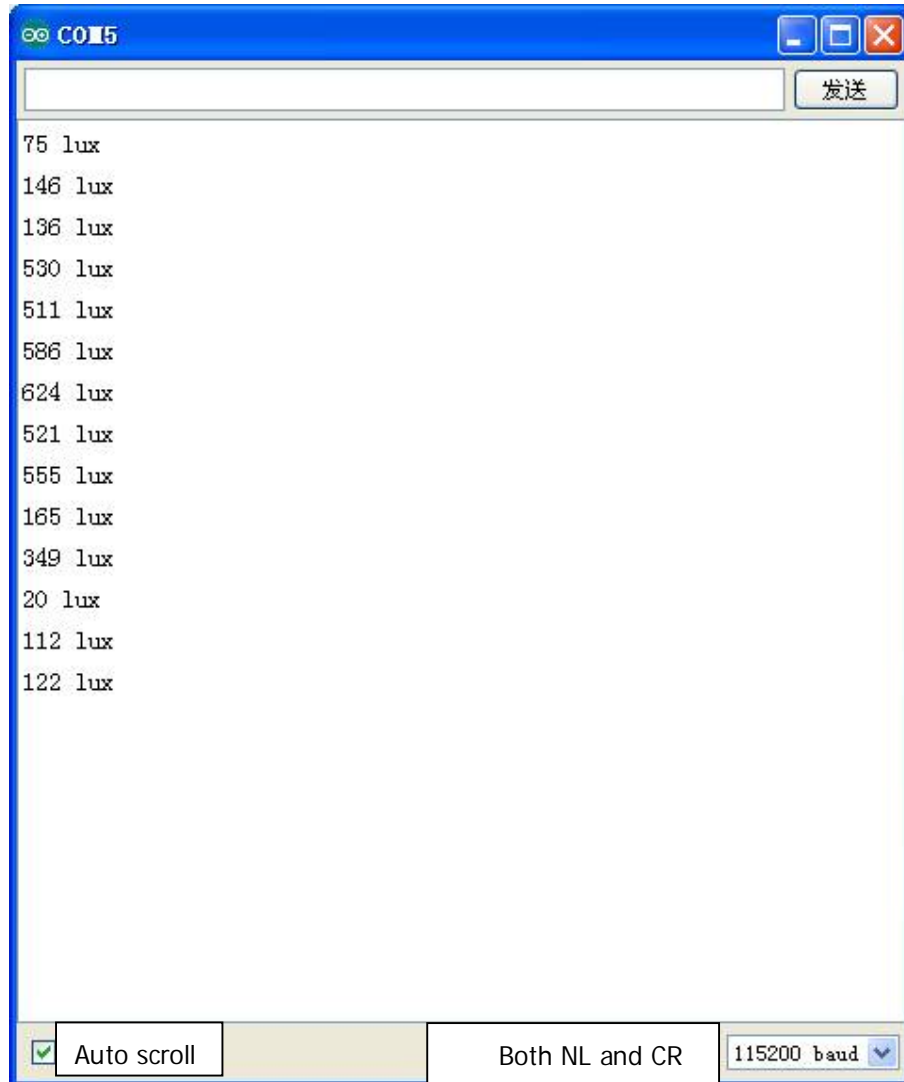 COM5
发送
75 lux
146 lux
136 lux
530 lux
511 lux
586 lux
624 lux
521 lux
555 lux
165 lux
349 lux
20 lux
112 lux
122 lux
Auto scroll
Both NL and CR
115200 baud